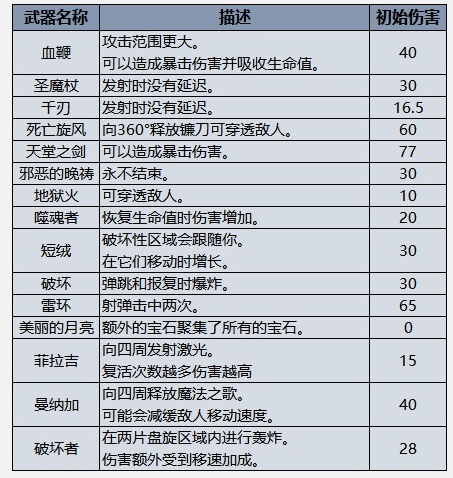 武器名称 描述 初始伤害
攻击范围更大。
血鞭 可以造成暴击伤害并吸收生命值。 40
圣魔杖 发射时没有延迟。 30
千刃 发射时没有延迟。 16.5
死亡旋风 向360°释放镰刀可穿透敌人。 60
天堂之剑 可以造成暴击伤害。 77
邪恶的晚祷 永不结束。 30
地狱火 可穿透敌人。 10
噬魂者 恢复生命值时伤害增加。 20
破坏性区域会跟随你。
短绒 在它们移动时增长。 30
破坏 弹跳和报复时爆炸。 30
雷环 射弹击中两次。 65
美丽的月亮 额外的宝石聚集了所有的宝石。 0
向四周发射激光。
菲拉吉 复活次数越多伤害越高 15
向四周释放魔法之歌。
曼纳加 可能会减缓敌人移动速度。 40
在两片盘旋区域内进行轰炸。
破坏者 伤害额外受到移速加成。 28